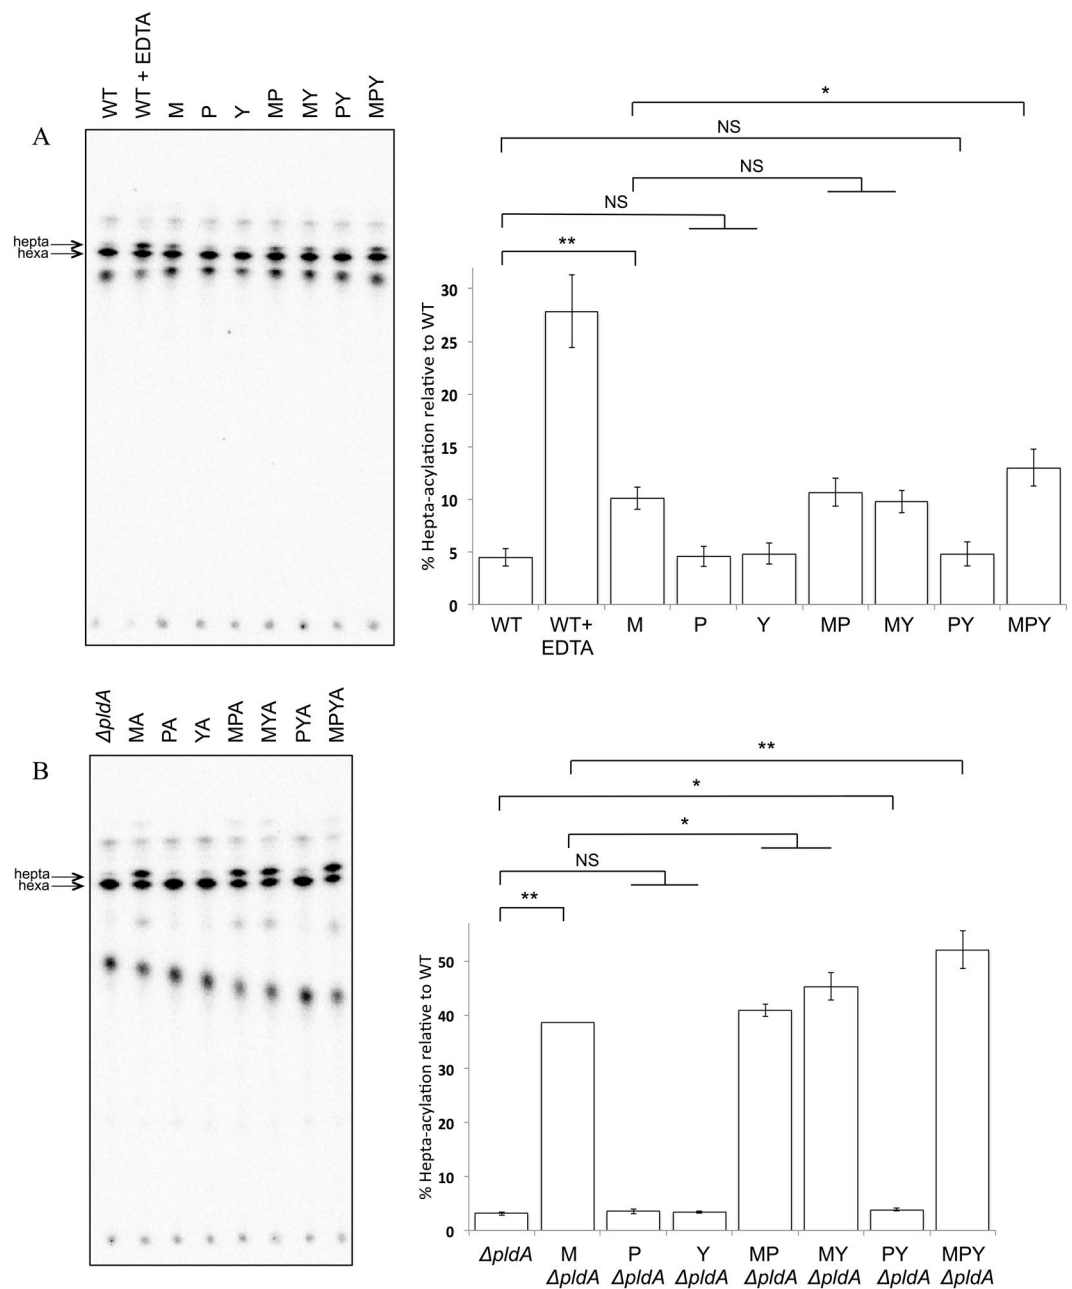 A
WT
WT + EDTA
M
P
Y
MP
MY
PY
MPY
hepta
hexa
*
NS
NS
NS
**
% Hepta-acylation relative to WT
30
25
20
15
10
5
0
WT WT+ M P Y MP MY PY MPY
EDTA
B
ΔpldA
MA
PA
YA
MPA
MYA
PYA
MPYA
hepta
hexa
**
*
*
NS
**
% Hepta-acylation relative to WT
50
40
30
20
10
0
ΔpldA M P Y MP MY PY MPY
ΔpldA ΔpldA ΔpldA ΔpldA ΔpldA ΔpldA ΔpldA